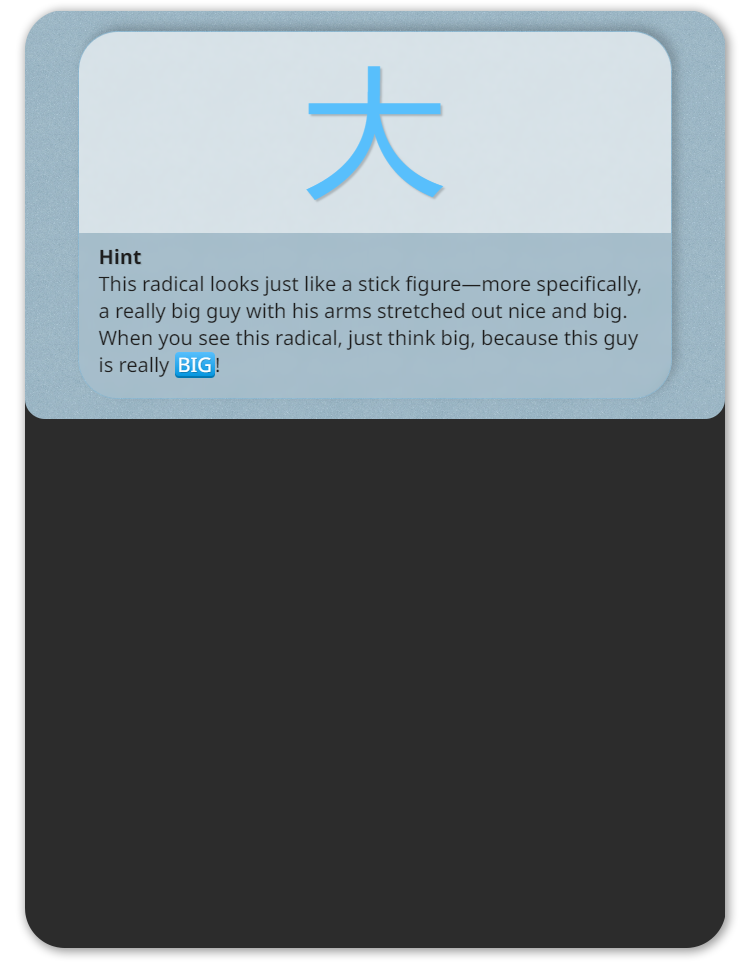 大
Hint
This radical looks just like a stick figure—more specifically,
a really big guy with his arms stretched out nice and big.
When you see this radical, just think big, because this guy
is really BIG!